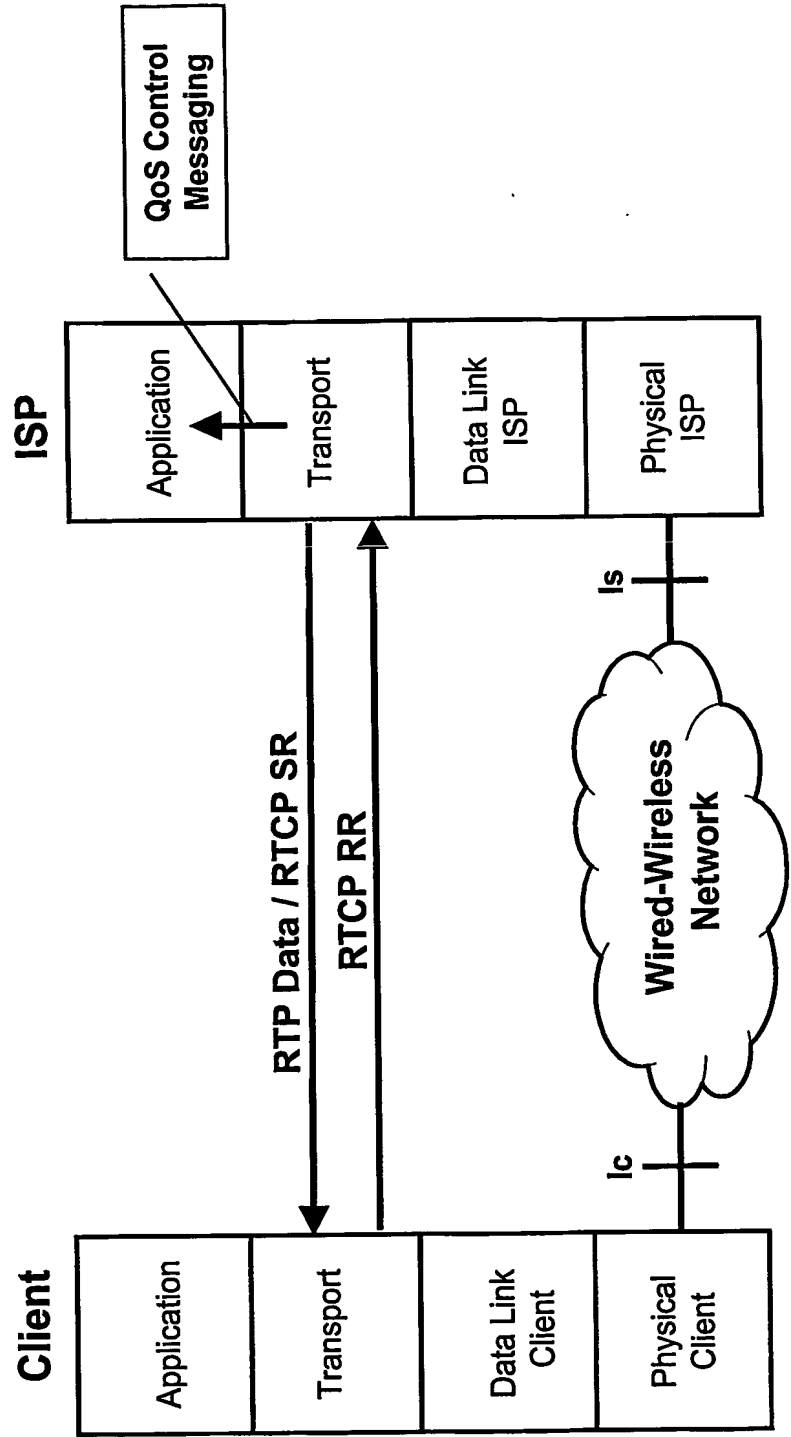 Client
Application
Transport
Data Link
Client
Physical
Client
RTP Data / RTCP SR
RTCP RR
Ic
Wired-Wireless
Network
Is
ISP
Application
Transport
Data Link
ISP
Physical
ISP
QoS Control
Messaging